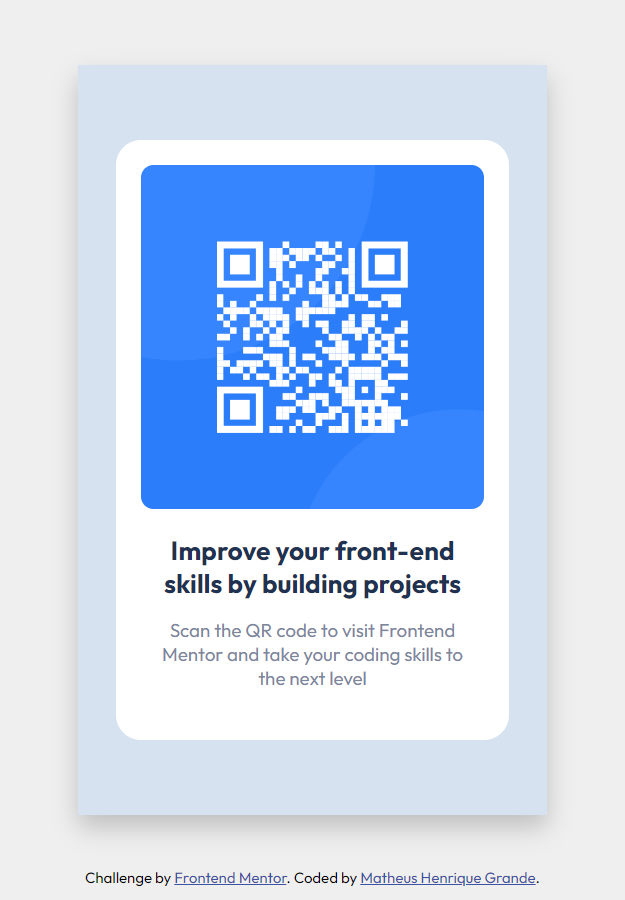 Improve your front-end
skills by building projects
Scan the QR code to visit Frontend
Mentor and take your coding skills to
the next level
Challenge by Frontend Mentor. Coded by Matheus Henrique Grande.